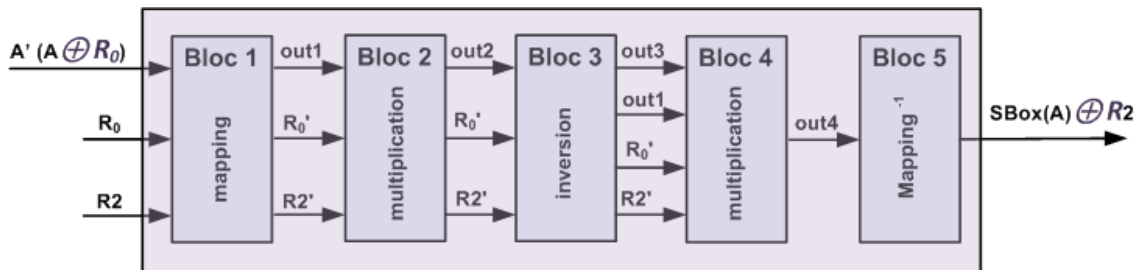 A' (A ⊕ R₀)
R₀
R2
Bloc 1
mapping
out1
R₀'
R2'
Bloc 2
multiplication
out2
R₀'
R2'
Bloc 3
inversion
out3
out1
R₀'
R2'
Bloc 4
multiplication
out4
Bloc 5
Mapping⁻¹
SBox(A) ⊕ R2